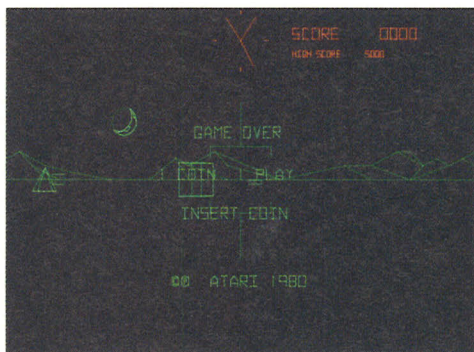 SCORE 0000
HIGH SCORE 5000
GAME OVER
1 COIN 1 PLAY
INSERT COIN
©® ATARI 1980